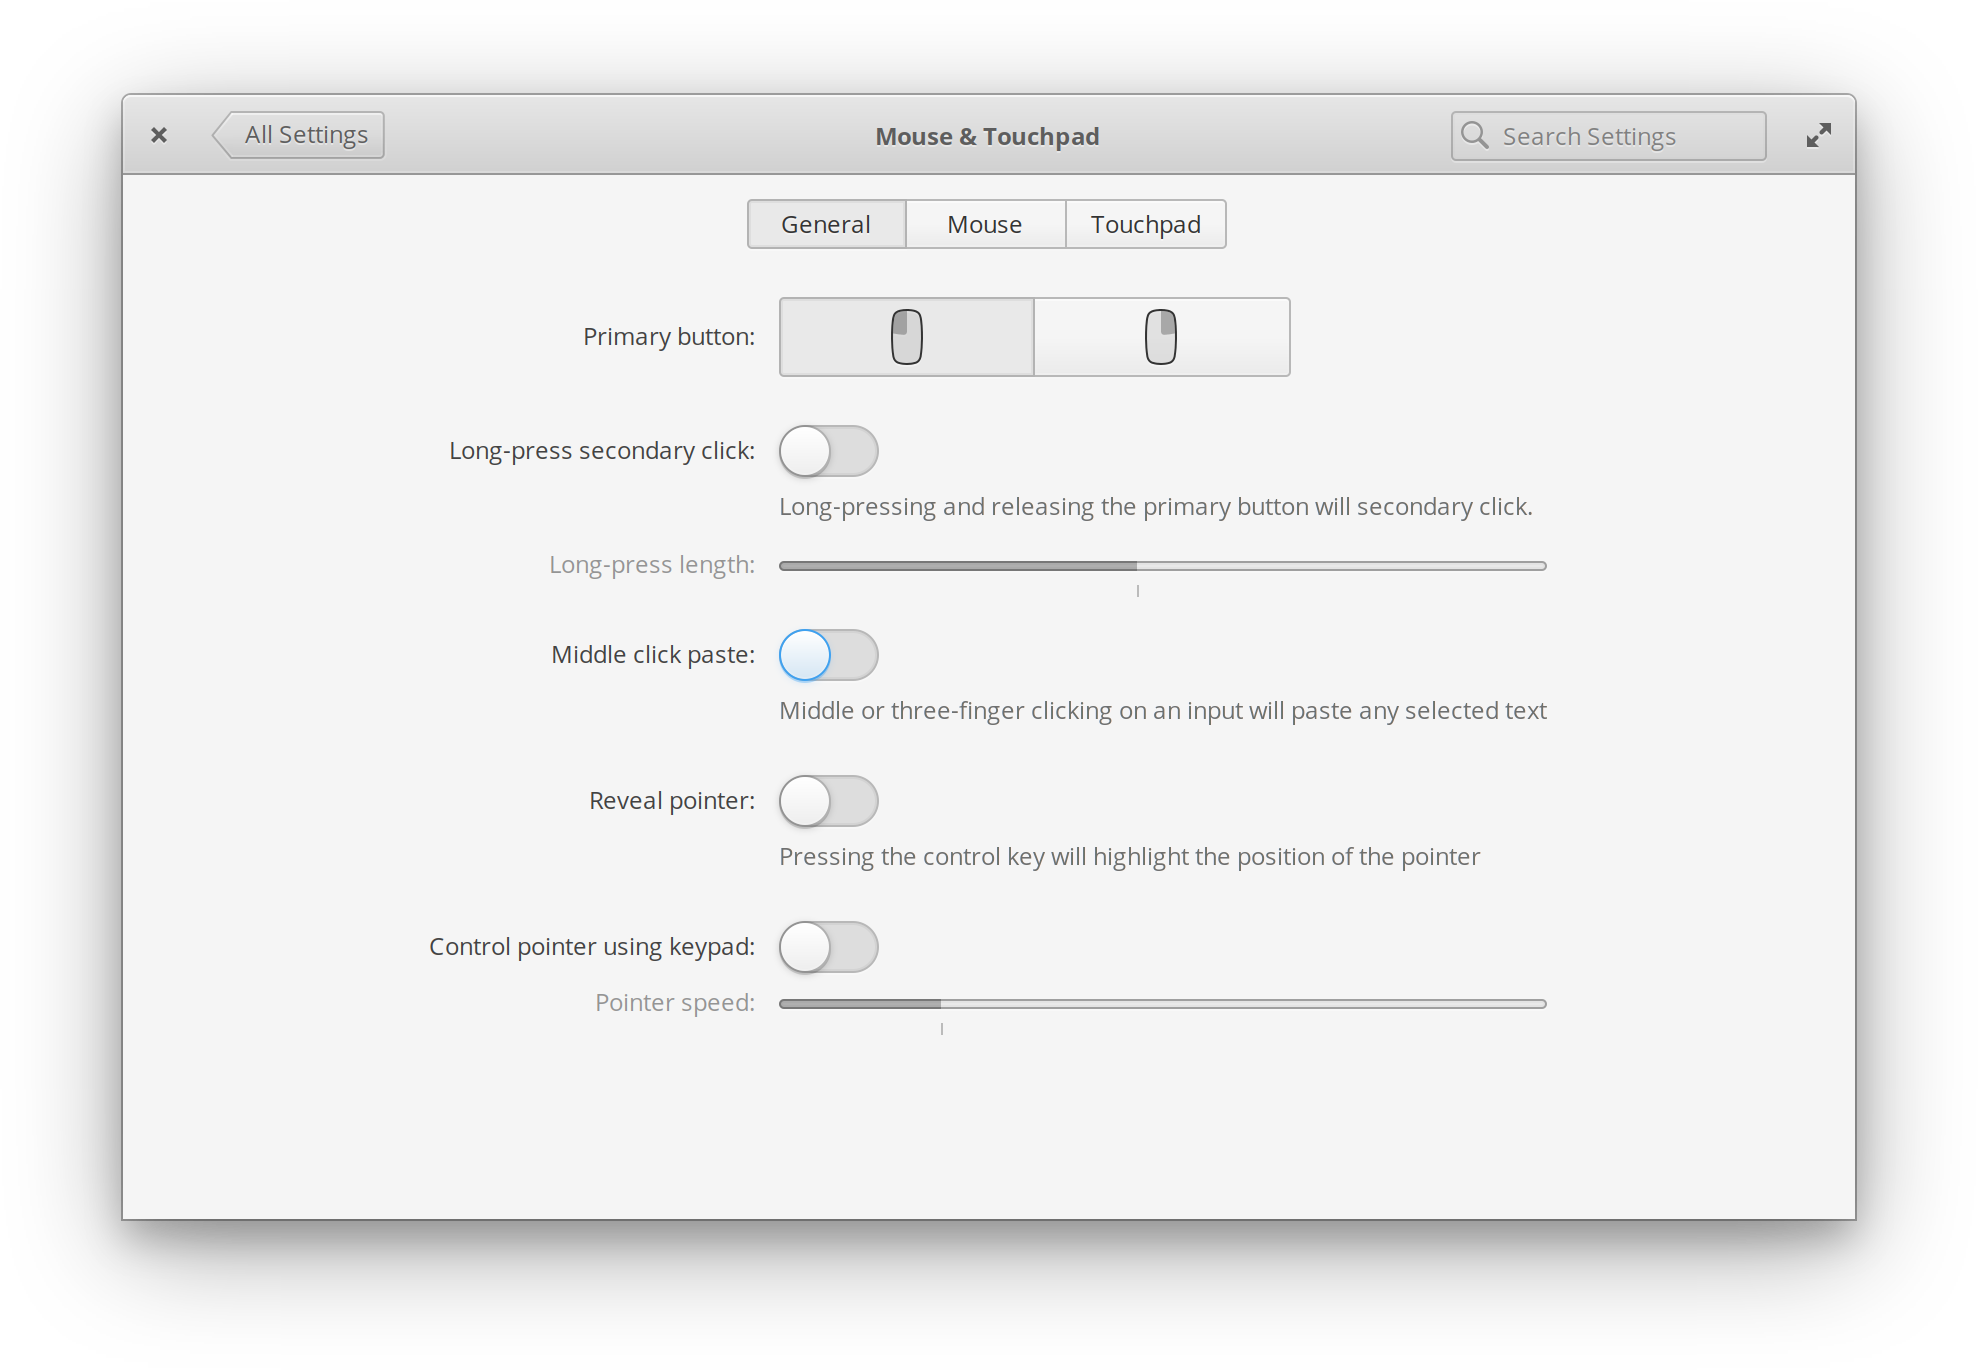 All Settings
Mouse & Touchpad
Search Settings
General
Mouse
Touchpad
Primary button:
Long-press secondary click:
Long-pressing and releasing the primary button will secondary click.
Long-press length:
Middle click paste:
Middle or three-finger clicking on an input will paste any selected text
Reveal pointer:
Pressing the control key will highlight the position of the pointer
Control pointer using keypad:
Pointer speed: